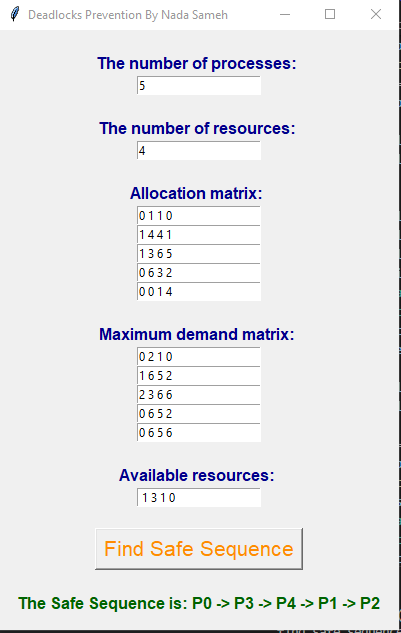 Deadlocks Prevention By Nada Sameh
The number of processes:
5
The number of resources:
4
Allocation matrix:
0 1 1 0
1 4 4 1
1 3 6 5
0 6 3 2
0 0 1 4
Maximum demand matrix:
0 2 1 0
1 6 5 2
2 3 6 6
0 6 5 2
0 6 5 6
Available resources:
1 3 1 0
Find Safe Sequence
The Safe Sequence is: P0 -> P3 -> P4 -> P1 -> P2